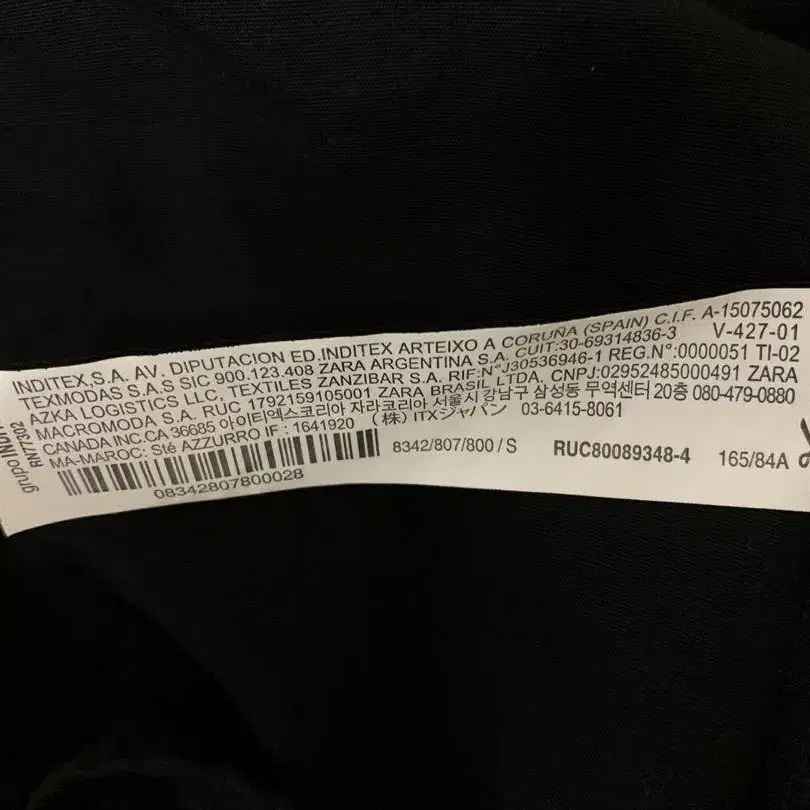 INDITEX,S.A. AV. DIPUTACION ED.INDITEX ARTEIXO A CORUÑA (SPAIN) C.I.F. A-15075062
TEXMODAS S.A.S SIC 900.123.408 ZARA ARGENTINA S.A. CUIT:30-69314836-3 V-427-01
AZKA LOGISTICS LLC, TEXTILES ZANZIBAR S.A. RIF:N°J30536946-1 REG.N°:0000051 TI-02
MACROMODA S.A. RUC 1792159105001 ZARA BRASIL LTDA, CNPJ:02952485000491 ZARA
CANADA INC.CA 36685 아이티엑스코리아 자라코리아 서울시 강남구 삼성동 무역센터 20층 080-479-0880
MA-MAROC: Sté AZZURRO IF : 1641920 (株) ITXジャパン 03-6415-8061
grupo INDI
RN77302
8342/807/800 / S RUC80089348-4 165/84A
08342807800028